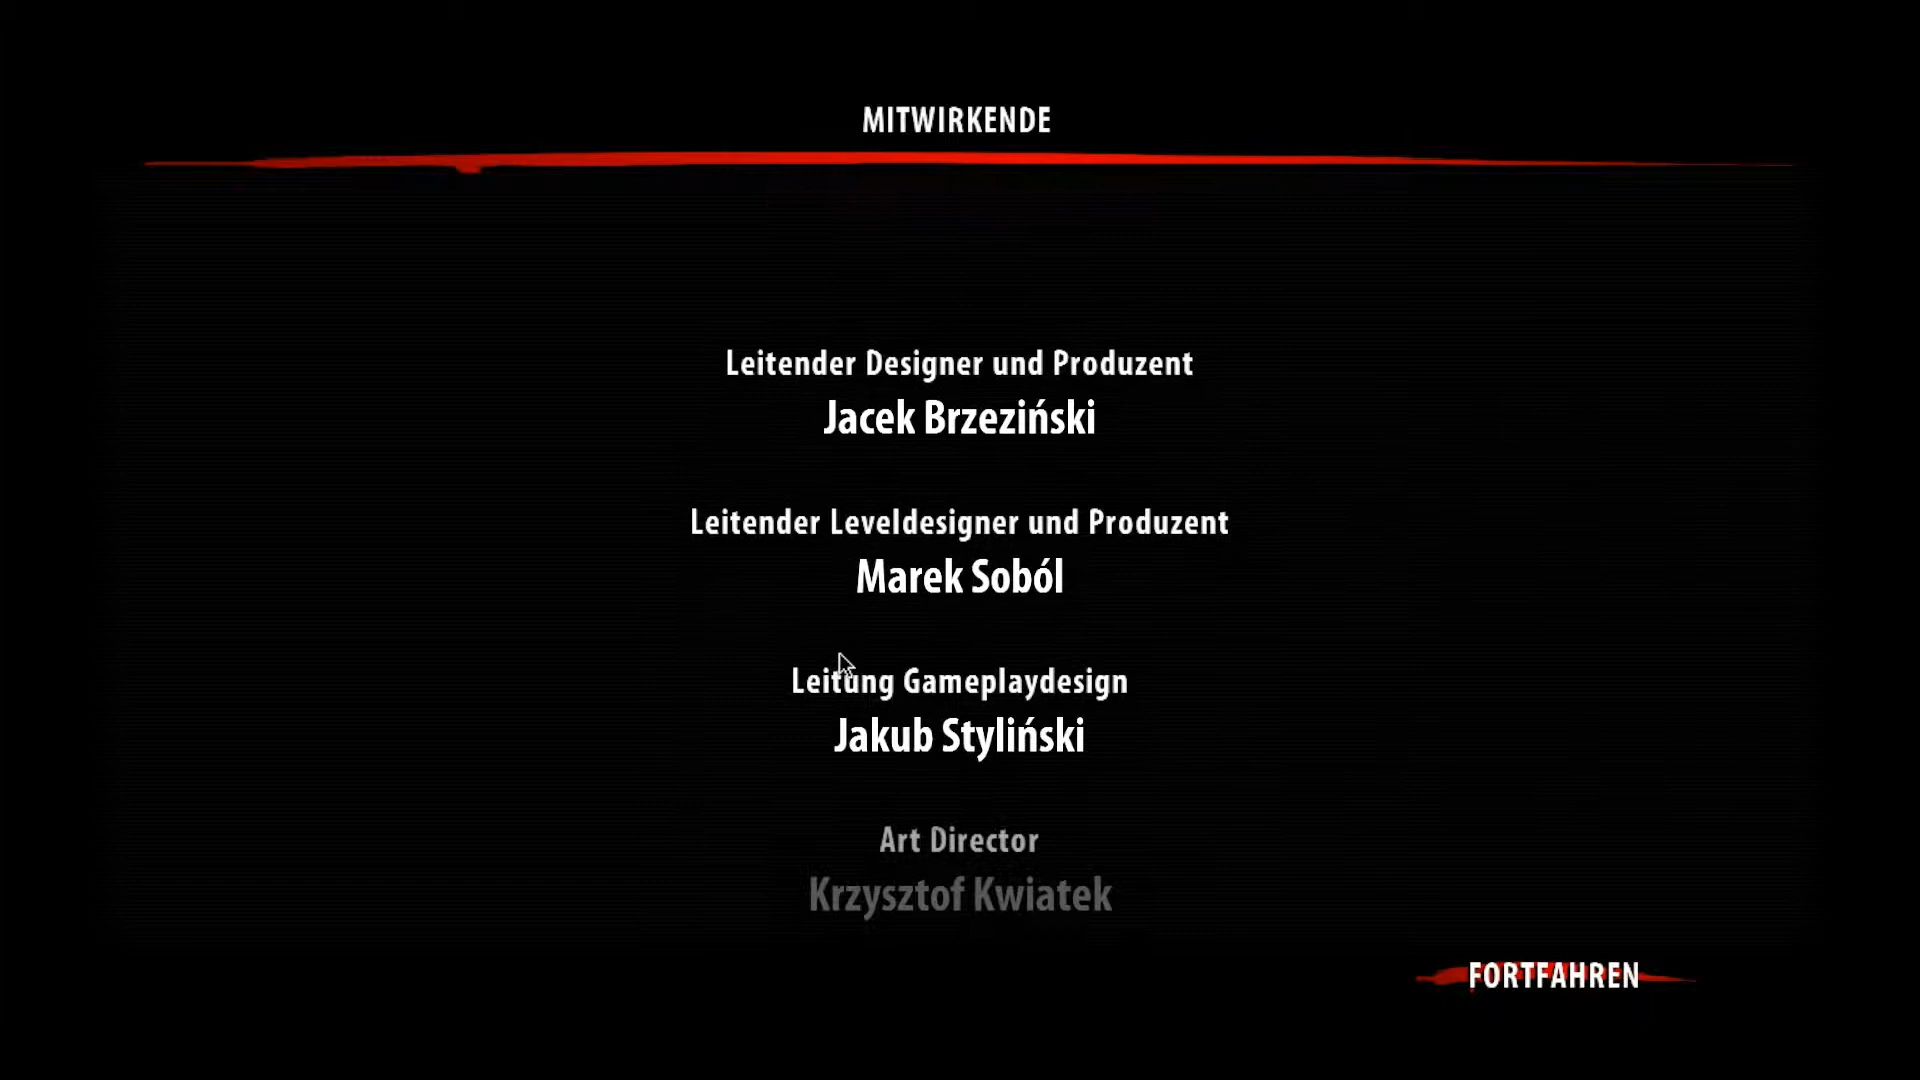 MITWIRKENDE
Leitender Designer und Produzent
Jacek Brzeziński
Leitender Leveldesigner und Produzent
Marek Soból
Leitung Gameplaydesign
Jakub Styliński
Art Director
Krzysztof Kwiatek
FORTFAHREN